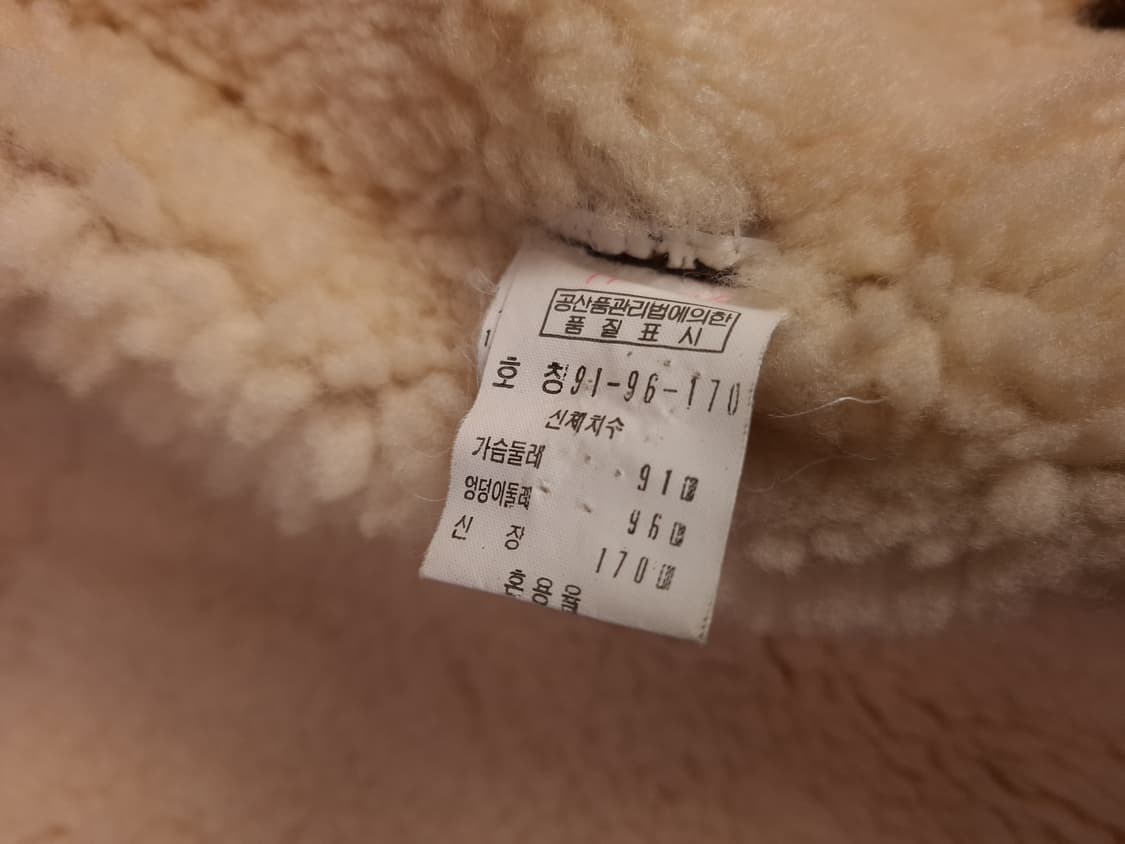 공산품관리법에의한
품 질 표 시
호 칭 91-96-170
신체치수
가슴둘레 91㎝
엉덩이둘레 96㎝
신 장 170㎝
혼용율